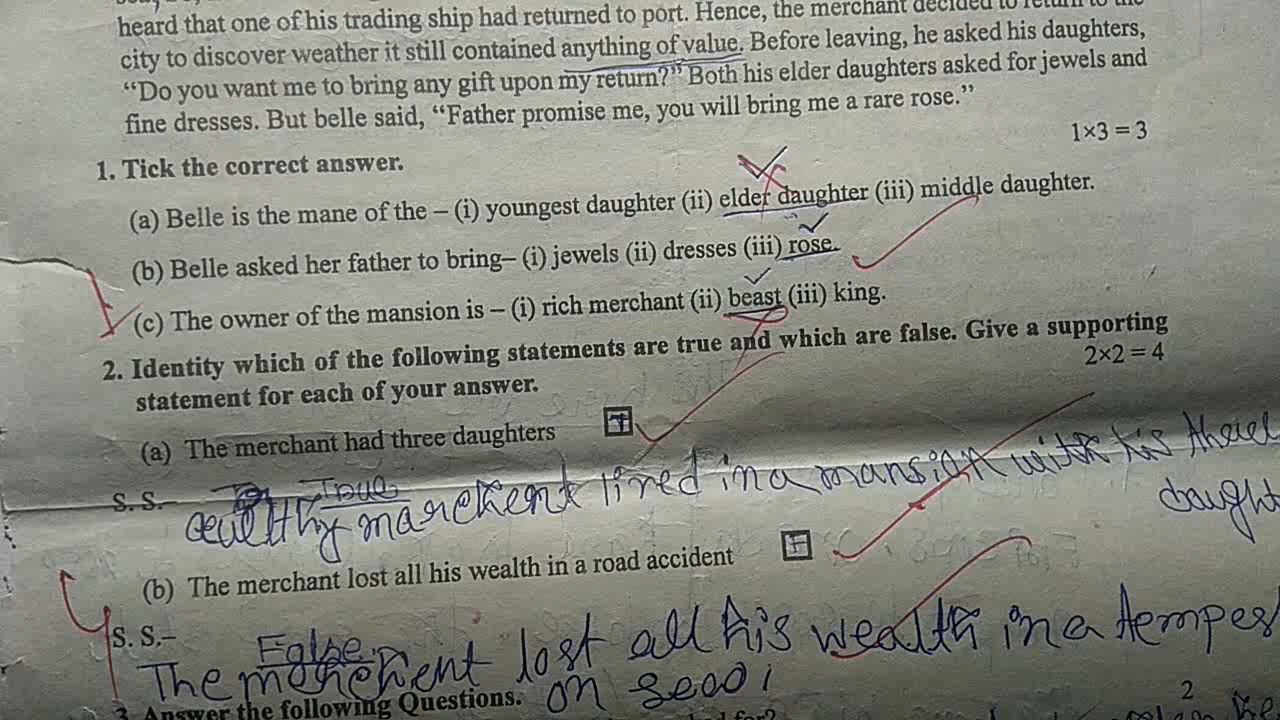 heard that one of his trading ship had returned to port. Hence, the merchant decided to return to the
city to discover weather it still contained anything of value. Before leaving, he asked his daughters,
“Do you want me to bring any gift upon my return?” Both his elder daughters asked for jewels and
fine dresses. But belle said, “Father promise me, you will bring me a rare rose.”
1×3 = 3
1. Tick the correct answer.
(a) Belle is the mane of the – (i) youngest daughter (ii) elder daughter (iii) middle daughter.
(b) Belle asked her father to bring– (i) jewels (ii) dresses (iii) rose.
(c) The owner of the mansion is – (i) rich merchant (ii) beast (iii) king.
2. Identity which of the following statements are true and which are false. Give a supporting
statement for each of your answer.
2×2 = 4
(a) The merchant had three daughters T
S. S.– True
marchent lived in a mansion with his
daught
(b) The merchant lost all his wealth in a road accident F
S. S.– False
The lost all his wealth in a tempest
on
3. Answer the following Questions.
2